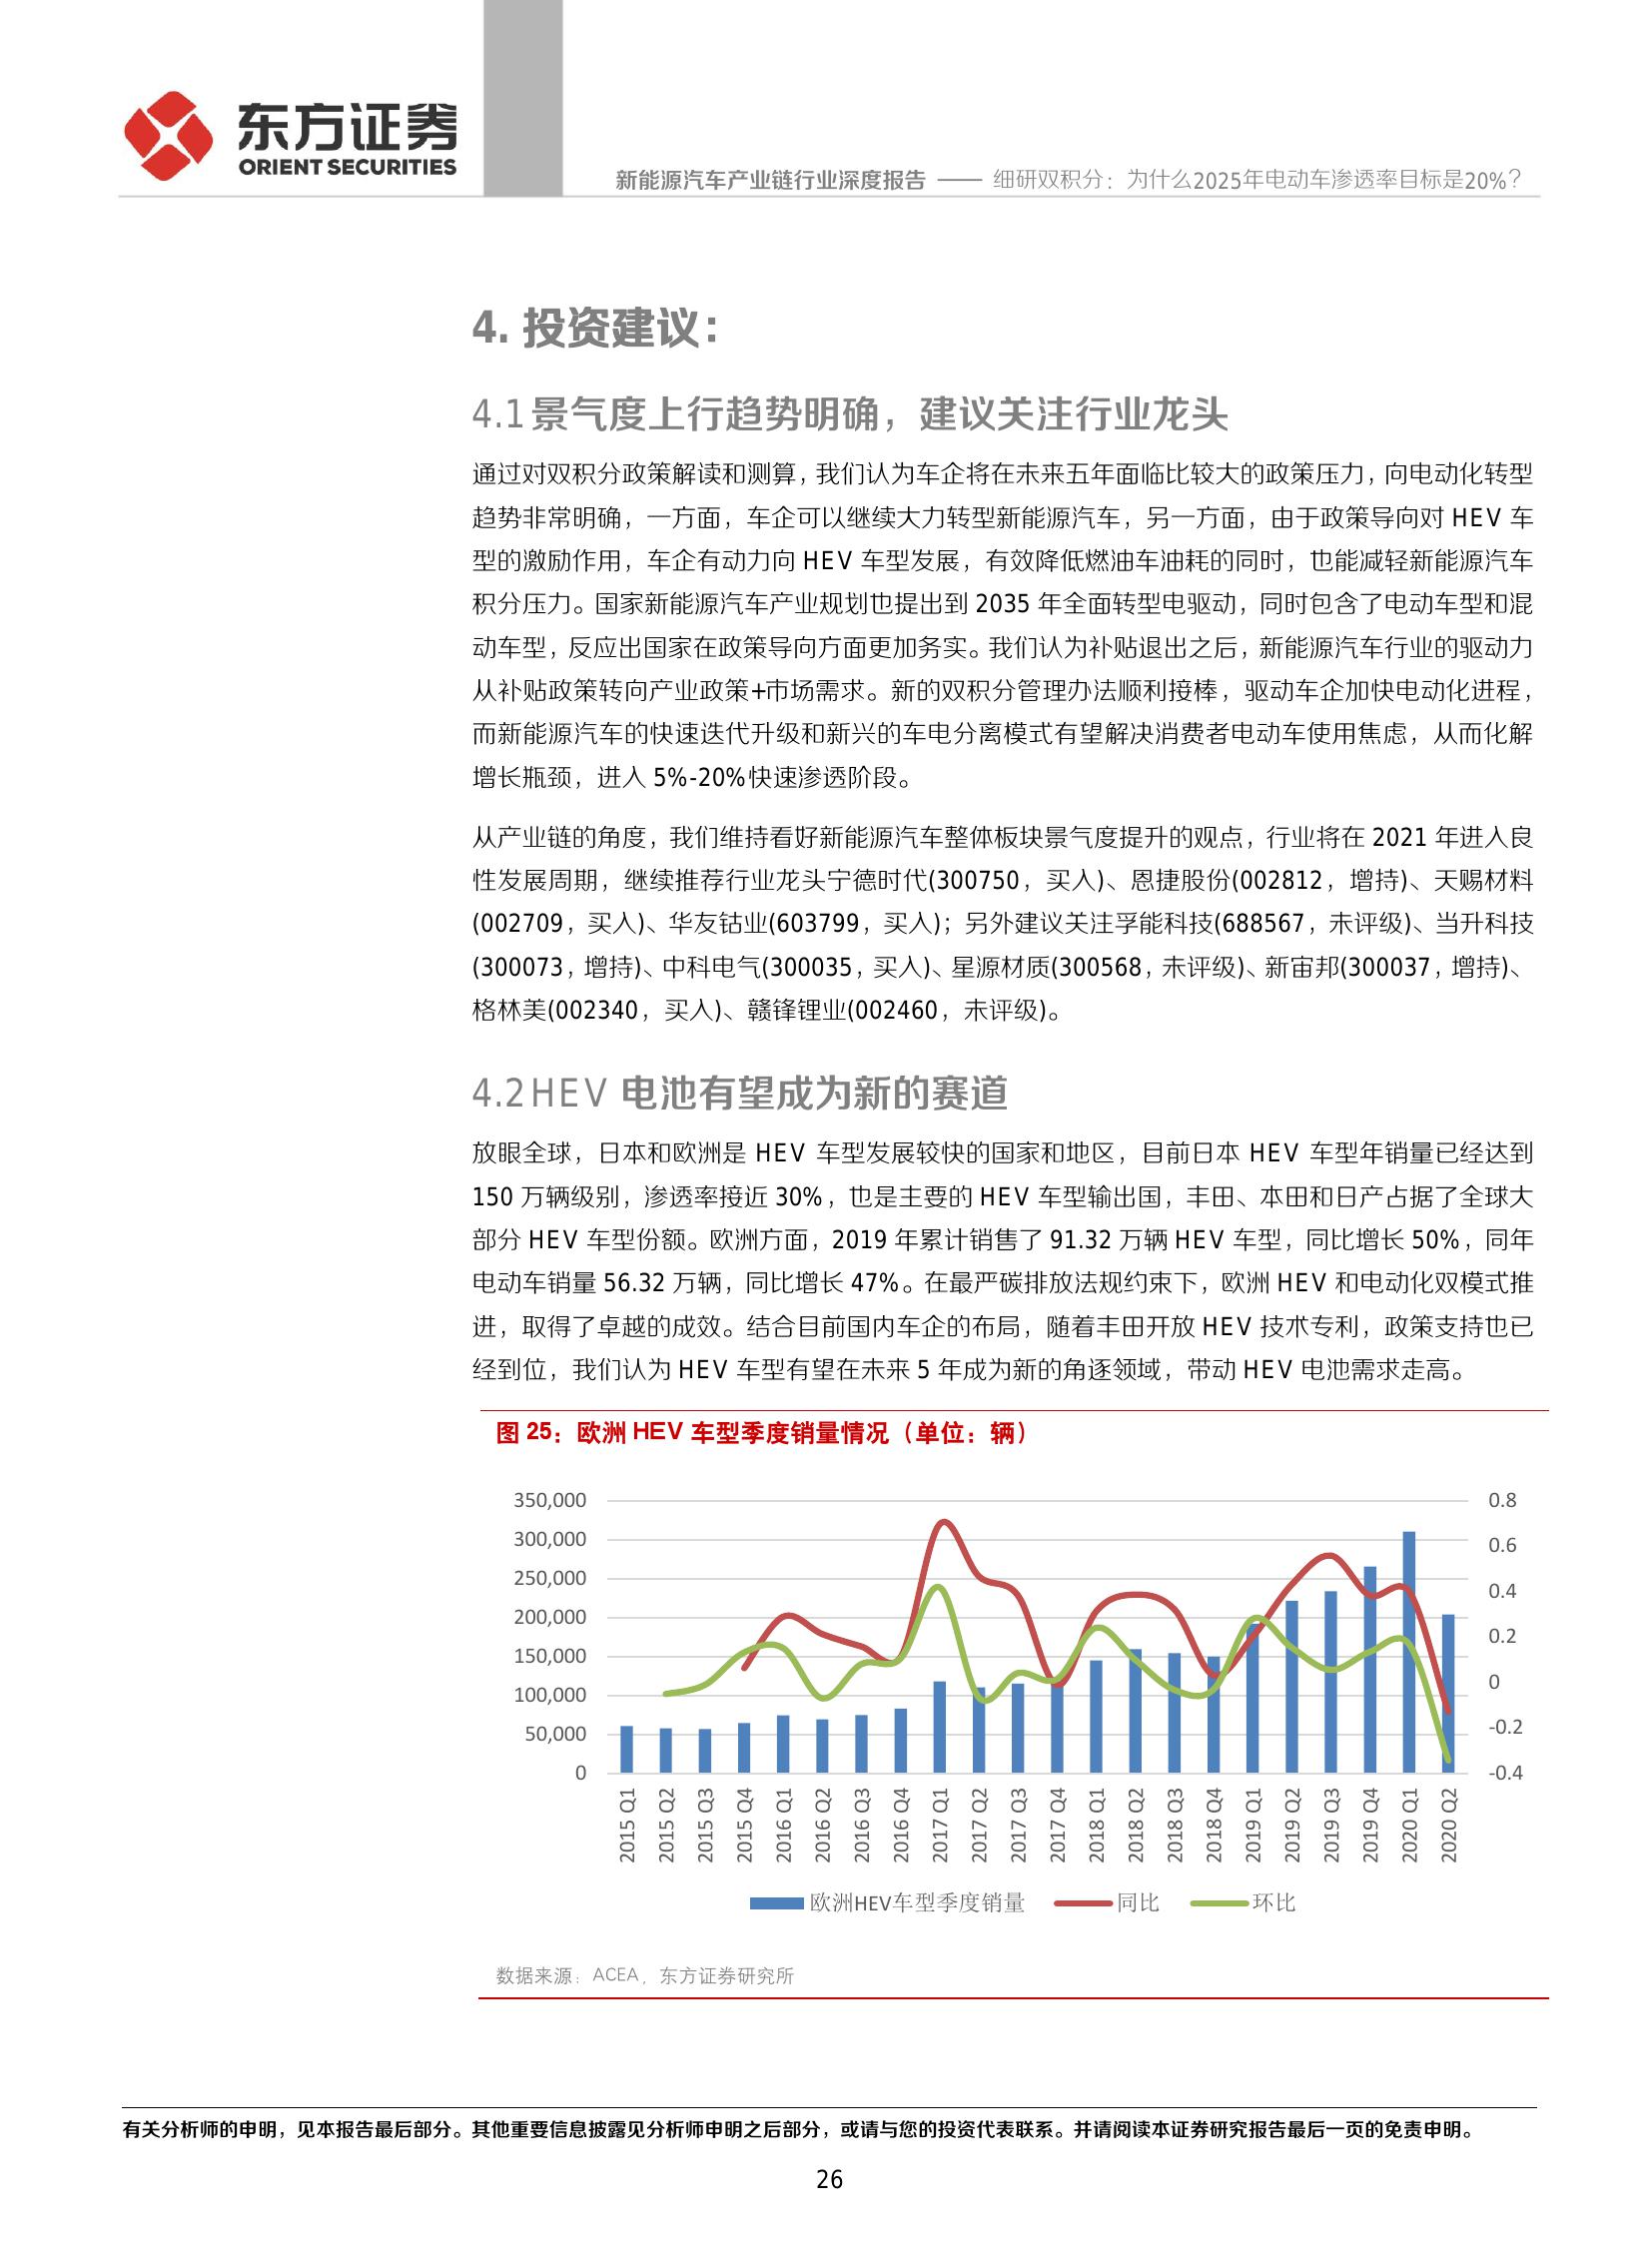 东方证券
ORIENT SECURITIES
新能源汽车产业链行业深度报告 —— 细研双积分：为什么2025年电动车渗透率目标是20%？
4. 投资建议：
4.1景气度上行趋势明确，建议关注行业龙头
通过对双积分政策解读和测算，我们认为车企将在未来五年面临比较大的政策压力，向电动化转型
趋势非常明确，一方面，车企可以继续大力转型新能源汽车，另一方面，由于政策导向对 HEV 车
型的激励作用，车企有动力向 HEV 车型发展，有效降低燃油车油耗的同时，也能减轻新能源汽车
积分压力。国家新能源汽车产业规划也提出到 2035 年全面转型电驱动，同时包含了电动车型和混
动车型，反应出国家在政策导向方面更加务实。我们认为补贴退出之后，新能源汽车行业的驱动力
从补贴政策转向产业政策+市场需求。新的双积分管理办法顺利接棒，驱动车企加快电动化进程，
而新能源汽车的快速迭代升级和新兴的车电分离模式有望解决消费者电动车使用焦虑，从而化解
增长瓶颈，进入 5%-20%快速渗透阶段。
从产业链的角度，我们维持看好新能源汽车整体板块景气度提升的观点，行业将在 2021 年进入良
性发展周期，继续推荐行业龙头宁德时代(300750，买入)、恩捷股份(002812，增持)、天赐材料
(002709，买入)、华友钴业(603799，买入)；另外建议关注孚能科技(688567，未评级)、当升科技
(300073，增持)、中科电气(300035，买入)、星源材质(300568，未评级)、新宙邦(300037，增持)、
格林美(002340，买入)、赣锋锂业(002460，未评级)。
4.2HEV 电池有望成为新的赛道
放眼全球，日本和欧洲是 HEV 车型发展较快的国家和地区，目前日本 HEV 车型年销量已经达到
150 万辆级别，渗透率接近 30%，也是主要的 HEV 车型输出国，丰田、本田和日产占据了全球大
部分 HEV 车型份额。欧洲方面，2019 年累计销售了 91.32 万辆 HEV 车型，同比增长 50%，同年
电动车销量 56.32 万辆，同比增长 47%。在最严碳排放法规约束下，欧洲 HEV 和电动化双模式推
进，取得了卓越的成效。结合目前国内车企的布局，随着丰田开放 HEV 技术专利，政策支持也已
经到位，我们认为 HEV 车型有望在未来 5 年成为新的角逐领域，带动 HEV 电池需求走高。
图 25：欧洲 HEV 车型季度销量情况（单位：辆）
350,000
300,000
250,000
200,000
150,000
100,000
50,000
0
0.8
0.6
0.4
0.2
0
-0.2
-0.4
2015 Q1
2015 Q2
2015 Q3
2015 Q4
2016 Q1
2016 Q2
2016 Q3
2016 Q4
2017 Q1
2017 Q2
2017 Q3
2017 Q4
2018 Q1
2018 Q2
2018 Q3
2018 Q4
2019 Q1
2019 Q2
2019 Q3
2019 Q4
2020 Q1
2020 Q2
欧洲HEV车型季度销量 同比 环比
数据来源：ACEA，东方证券研究所
有关分析师的申明，见本报告最后部分。其他重要信息披露见分析师申明之后部分，或请与您的投资代表联系。并请阅读本证券研究报告最后一页的免责申明。
26